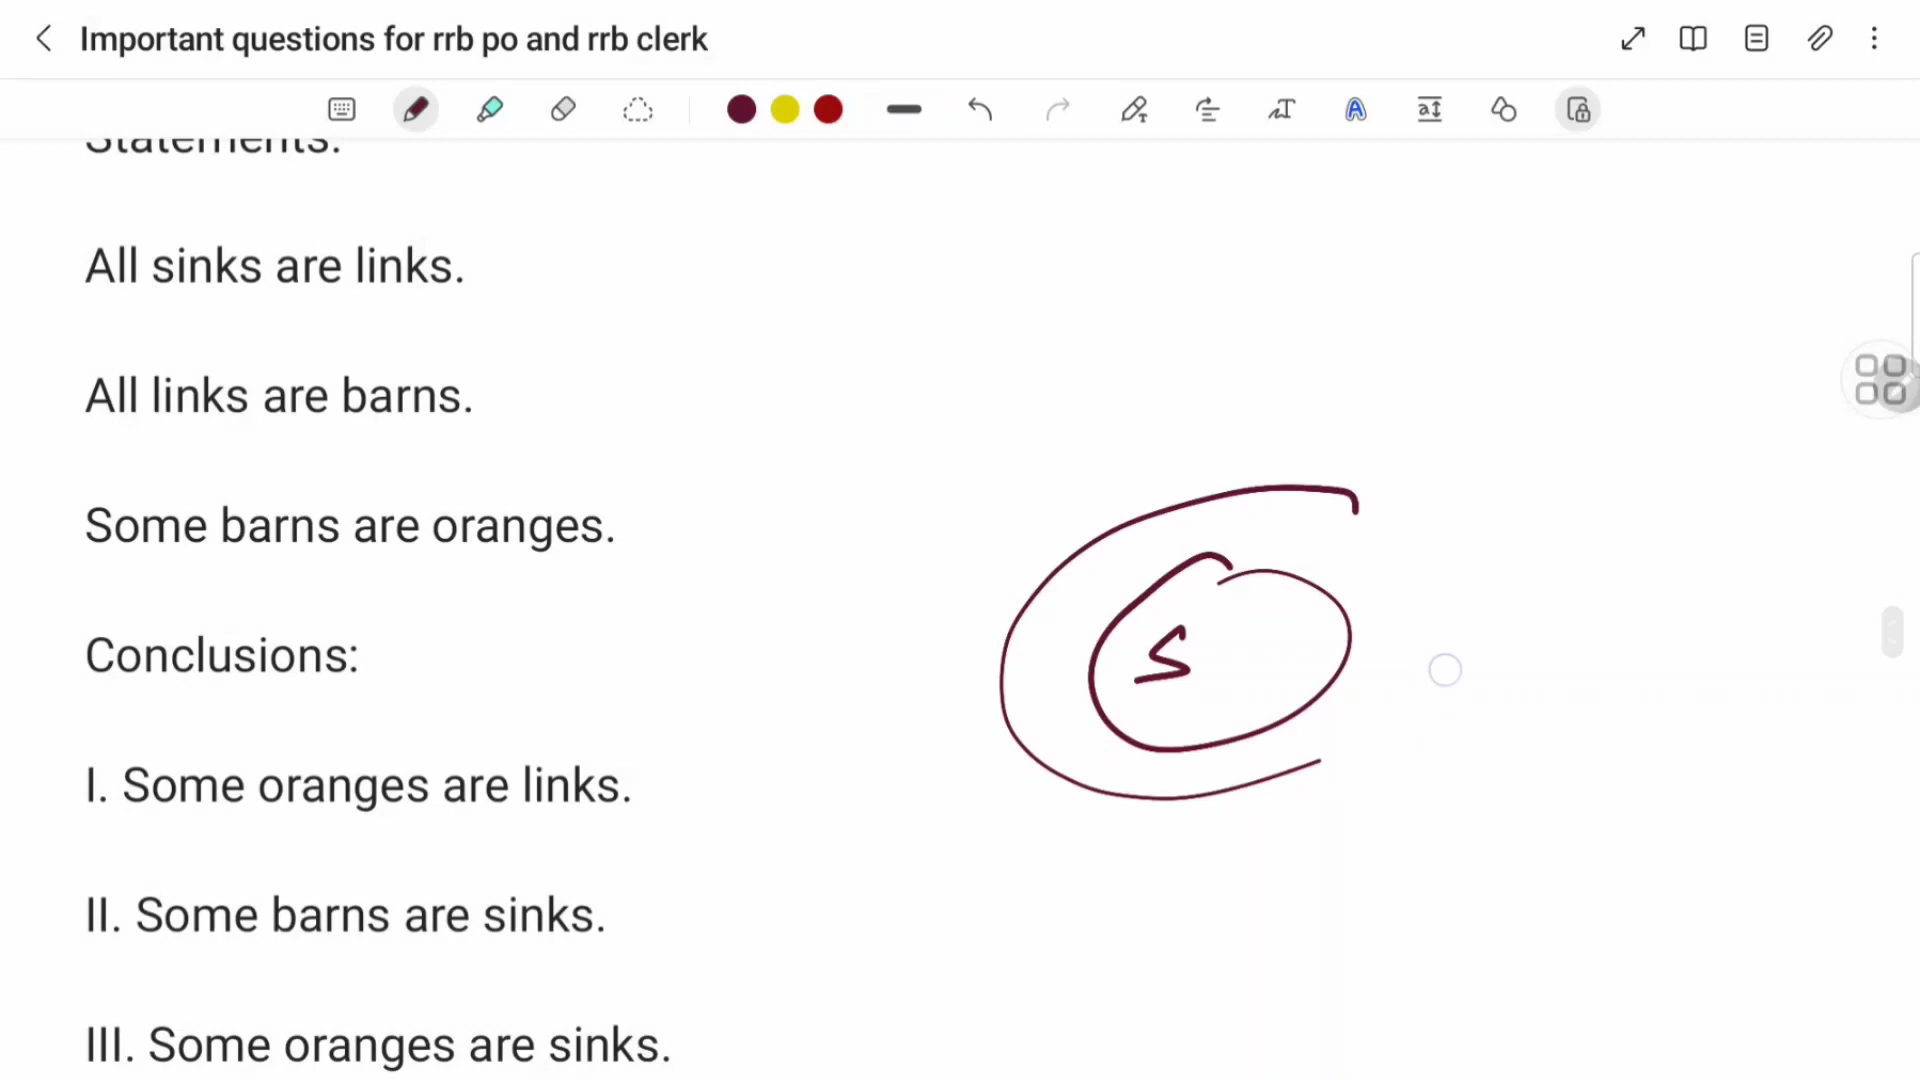 Important questions for rrb po and rrb clerk
Statements:
All sinks are links.
All links are barns.
Some barns are oranges.
Conclusions:
I. Some oranges are links.
II. Some barns are sinks.
III. Some oranges are sinks.
S